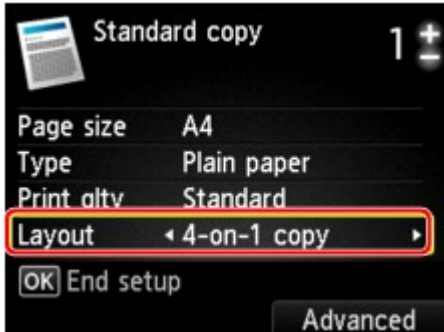 Standard copy
1
Page size A4
Type Plain paper
Print qlty Standard
Layout 4-on-1 copy
OK End setup
Advanced